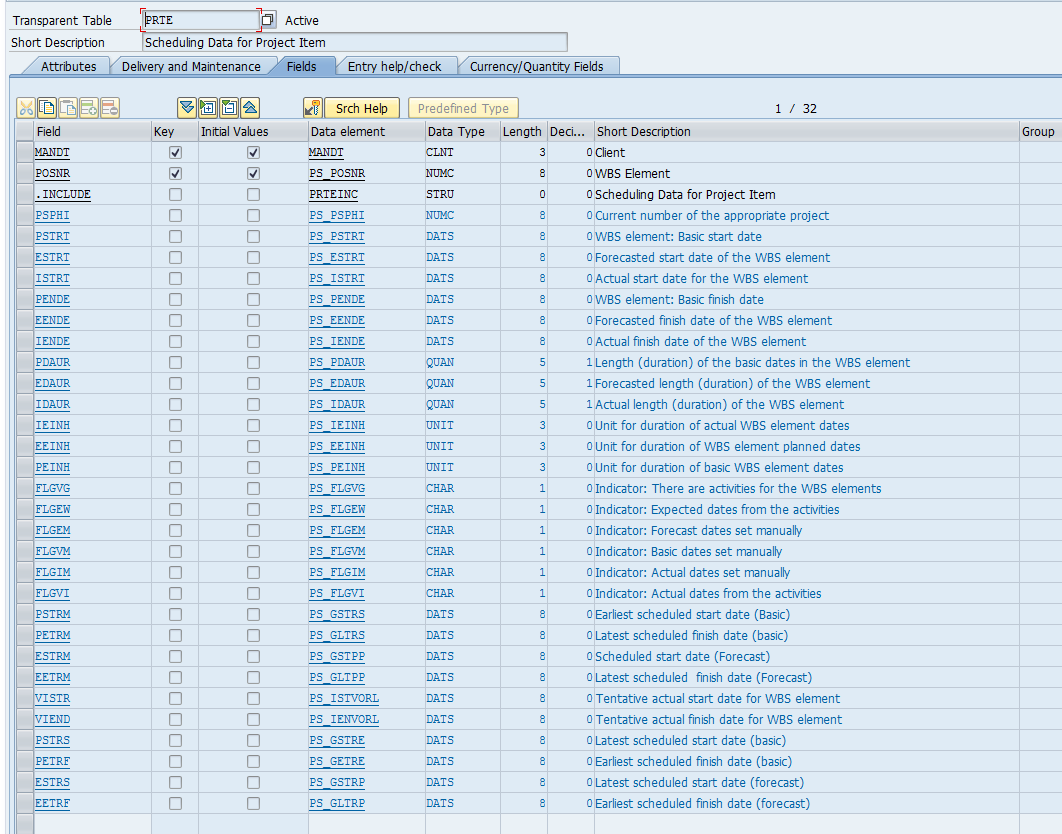 Transparent Table PRTE Active
Short Description Scheduling Data for Project Item
Attributes Delivery and Maintenance Fields Entry help/check Currency/Quantity Fields
Srch Help Predefined Type 1 / 32
Field Key Initial Values Data element Data Type Length Deci... Short Description Group
MANDT MANDT CLNT 3 0 Client
POSNR PS_POSNR NUMC 8 0 WBS Element
.INCLUDE PRTEINC STRU 0 0 Scheduling Data for Project Item
PSPHI PS_PSPHI NUMC 8 0 Current number of the appropriate project
PSTRT PS_PSTRT DATS 8 0 WBS element: Basic start date
ESTRT PS_ESTRT DATS 8 0 Forecasted start date of the WBS element
ISTRT PS_ISTRT DATS 8 0 Actual start date for the WBS element
PENDE PS_PENDE DATS 8 0 WBS element: Basic finish date
EENDE PS_EENDE DATS 8 0 Forecasted finish date of the WBS element
IENDE PS_IENDE DATS 8 0 Actual finish date of the WBS element
PDAUR PS_PDAUR QUAN 5 1 Length (duration) of the basic dates in the WBS element
EDAUR PS_EDAUR QUAN 5 1 Forecasted length (duration) of the WBS element
IDAUR PS_IDAUR QUAN 5 1 Actual length (duration) of the WBS element
IEINH PS_IEINH UNIT 3 0 Unit for duration of actual WBS element dates
EEINH PS_EEINH UNIT 3 0 Unit for duration of WBS element planned dates
PEINH PS_PEINH UNIT 3 0 Unit for duration of basic WBS element dates
FLGVG PS_FLGVG CHAR 1 0 Indicator: There are activities for the WBS elements
FLGEW PS_FLGEW CHAR 1 0 Indicator: Expected dates from the activities
FLGEM PS_FLGEM CHAR 1 0 Indicator: Forecast dates set manually
FLGVM PS_FLGVM CHAR 1 0 Indicator: Basic dates set manually
FLGIM PS_FLGIM CHAR 1 0 Indicator: Actual dates set manually
FLGVI PS_FLGVI CHAR 1 0 Indicator: Actual dates from the activities
PSTRM PS_GSTRS DATS 8 0 Earliest scheduled start date (Basic)
PETRM PS_GLTRS DATS 8 0 Latest scheduled finish date (basic)
ESTRM PS_GSTPP DATS 8 0 Scheduled start date (Forecast)
EETRM PS_GLTPP DATS 8 0 Latest scheduled  finish date (Forecast)
VISTR PS_ISTVORL DATS 8 0 Tentative actual start date for WBS element
VIEND PS_IENVORL DATS 8 0 Tentative actual finish date for WBS element
PSTRS PS_GSTRE DATS 8 0 Latest scheduled start date (basic)
PETRF PS_GETRE DATS 8 0 Earliest scheduled finish date (basic)
ESTRS PS_GSTRP DATS 8 0 Latest scheduled start date (forecast)
EETRF PS_GLTRP DATS 8 0 Earliest scheduled finish date (forecast)